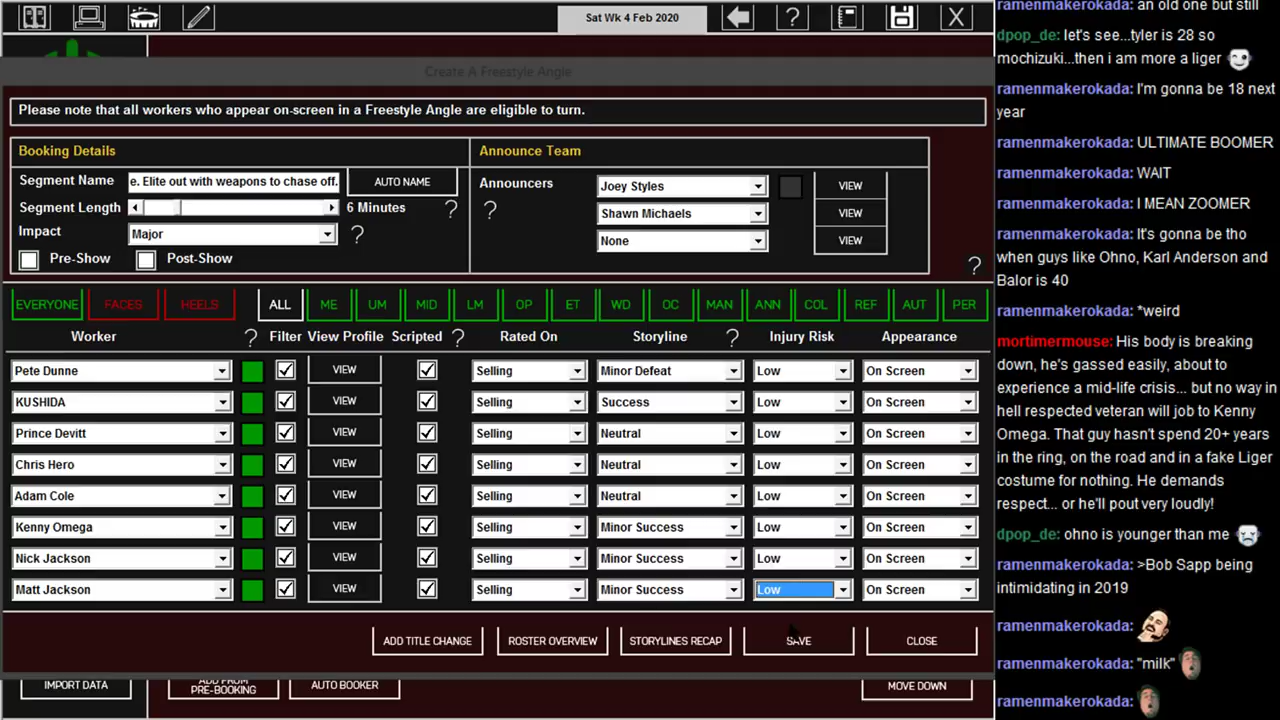 Sat Wk 4 Feb 2020
Create A Freestyle Angle
Please note that all workers who appear on-screen in a Freestyle Angle are eligible to turn.
Booking Details
Segment Name
e. Elite out with weapons to chase off.
AUTO NAME
Segment Length
6 Minutes
?
Impact
Major
?
Pre-Show
Post-Show
Announce Team
Announcers
?
Joey Styles
VIEW
Shawn Michaels
VIEW
None
VIEW
?
EVERYONE
FACES
HEELS
ALL
ME
UM
MID
LM
OP
ET
WD
OC
MAN
ANN
COL
REF
AUT
PER
Worker ? Filter View Profile Scripted ? Rated On Storyline ? Injury Risk Appearance
Pete Dunne VIEW Selling Minor Defeat Low On Screen
KUSHIDA VIEW Selling Success Low On Screen
Prince Devitt VIEW Selling Neutral Low On Screen
Chris Hero VIEW Selling Neutral Low On Screen
Adam Cole VIEW Selling Neutral Low On Screen
Kenny Omega VIEW Selling Minor Success Low On Screen
Nick Jackson VIEW Selling Minor Success Low On Screen
Matt Jackson VIEW Selling Minor Success Low On Screen
ADD TITLE CHANGE
ROSTER OVERVIEW
STORYLINES RECAP
SAVE
CLOSE
IMPORT DATA
ADD FROM
PRE-BOOKING
AUTO BOOKER
MOVE DOWN
ramenmakerokada: an old one but still
dpop_de: let's see...tyler is 28 so
mochizuki...then i am more a liger
ramenmakerokada: I'm gonna be 18 next
year
ramenmakerokada: ULTIMATE BOOMER
ramenmakerokada: WAIT
ramenmakerokada: I MEAN ZOOMER
ramenmakerokada: It's gonna be tho
when guys like Ohno, Karl Anderson and
Balor is 40
ramenmakerokada: *weird
mortimermouse: His body is breaking
down, he's gassed easily, about to
experience a mid-life crisis... but no way in
hell respected veteran will job to Kenny
Omega. That guy hasn't spend 20+ years
in the ring, on the road and in a fake Liger
costume for nothing. He demands
respect... or he'll pout very loudly!
dpop_de: ohno is younger than me
ramenmakerokada: >Bob Sapp being
intimidating in 2019
ramenmakerokada:
ramenmakerokada: "milk"
ramenmakerokada: